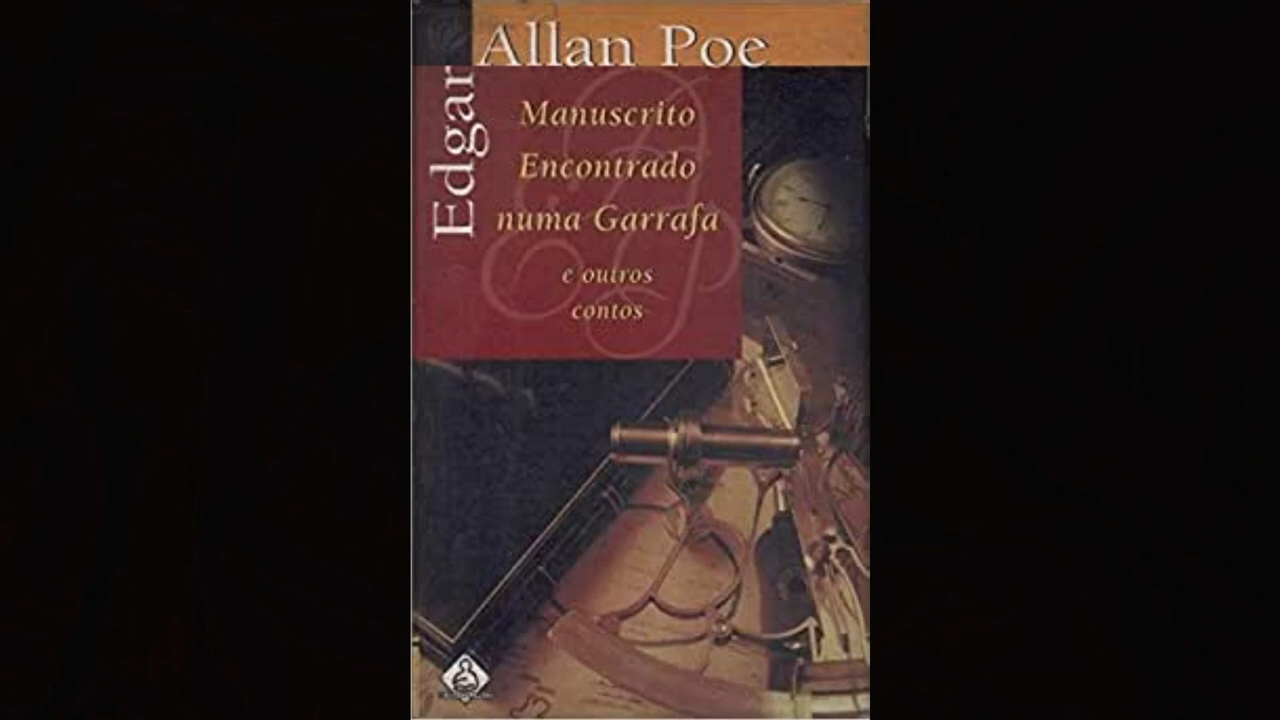 Edgar
Allan Poe
Manuscrito
Encontrado
numa Garrafa
e outros
contos